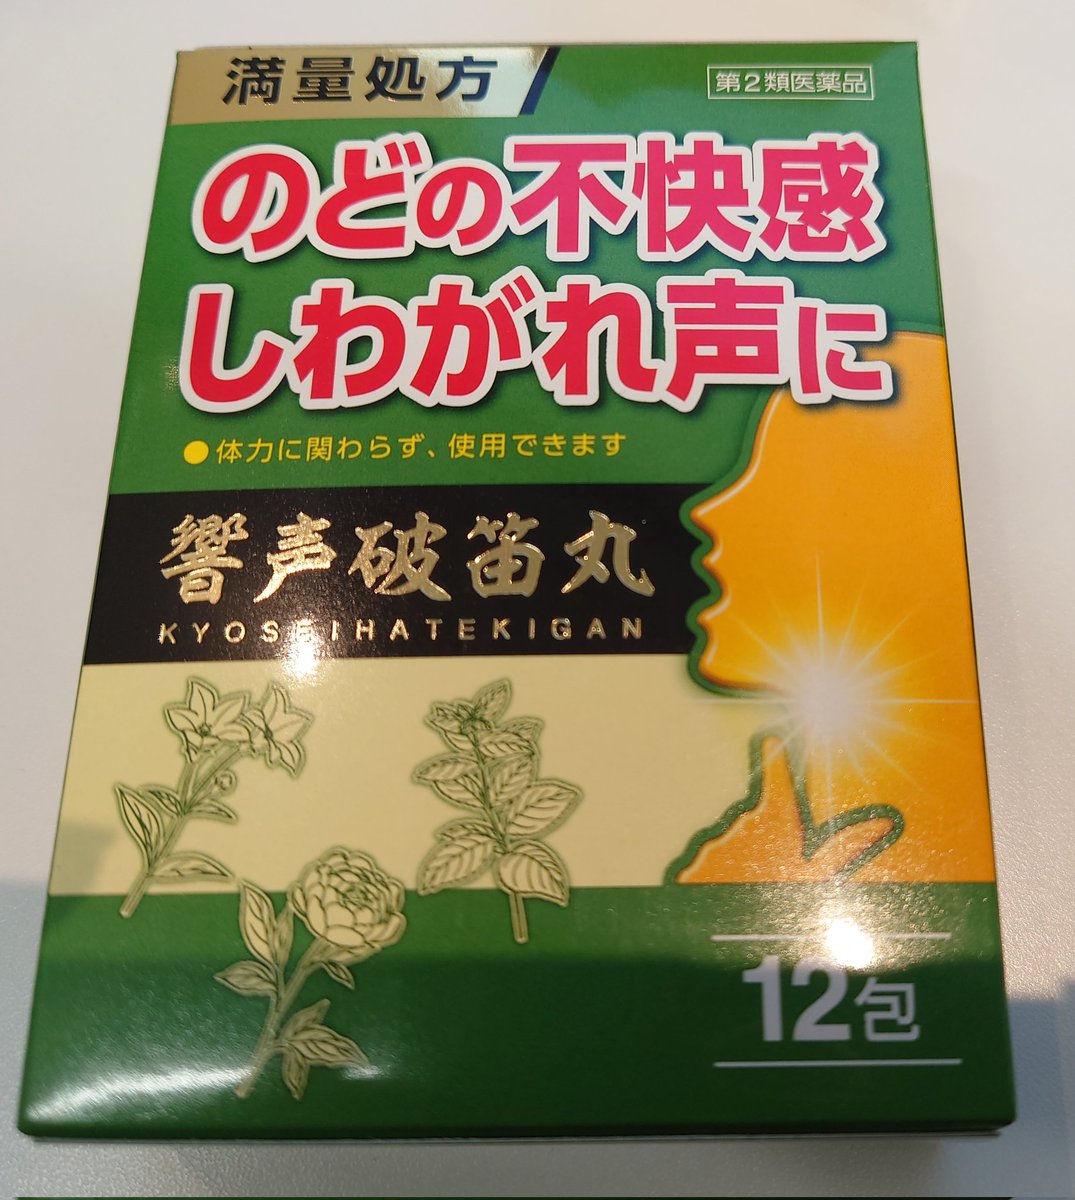 満量処方
第2類医薬品
のどの不快感
しわがれ声に
●体力に関わらず、使用できます
響声破笛丸
KYOSEIHATEKIGAN
12包